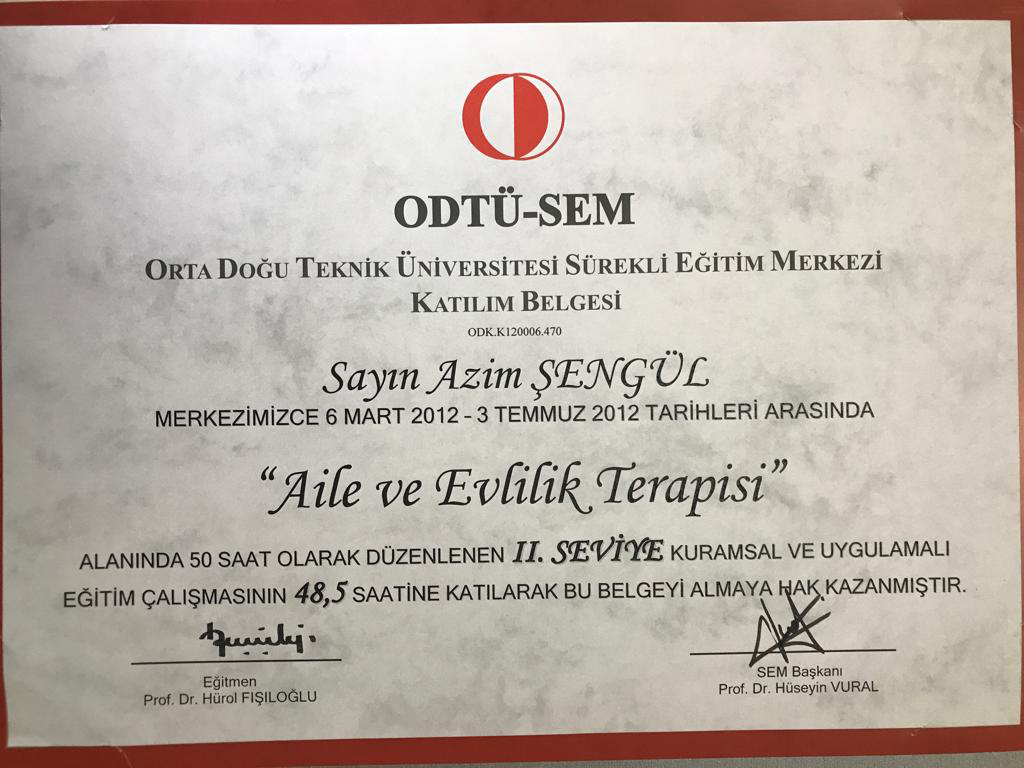 ODTÜ-SEM
ORTA DOĞU TEKNİK ÜNİVERSİTESİ SÜREKLİ EĞİTİM MERKEZİ
KATILIM BELGESİ
ODK.K120006.470
Sayın Azim ŞENGÜL
MERKEZİMİZCE 6 MART 2012 - 3 TEMMUZ 2012 TARİHLERİ ARASINDA
“Aile ve Evlilik Terapisi”
ALANINDA 50 SAAT OLARAK DÜZENLENEN II. SEVİYE KURAMSAL VE UYGULAMALI
EĞİTİM ÇALIŞMASININ 48,5 SAATİNE KATILARAK BU BELGEYİ ALMAYA HAK KAZANMIŞTIR.
Eğitmen
Prof. Dr. Hürol FIŞILOĞLU
SEM Başkanı
Prof. Dr. Hüseyin VURAL